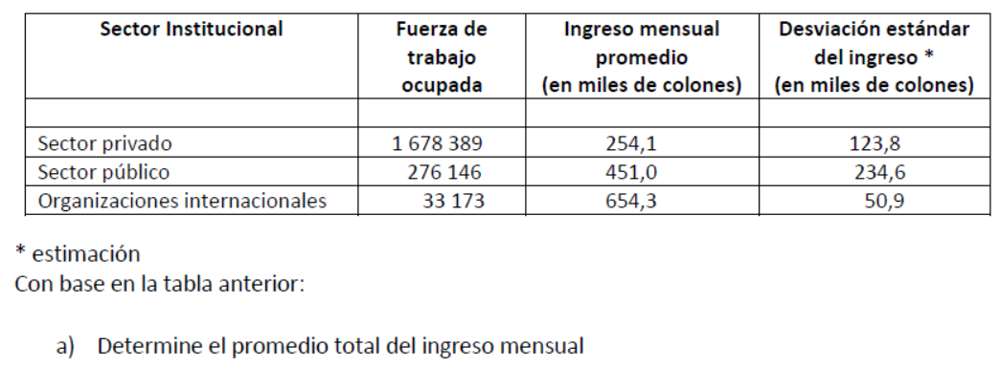 Sector Institucional Fuerza de trabajo ocupada Ingreso mensual promedio (en miles de colones) Desviación estándar del ingreso * (en miles de colones)
Sector privado 1 678 389 254,1 123,8
Sector público 276 146 451,0 234,6
Organizaciones internacionales 33 173 654,3 50,9
* estimación
Con base en la tabla anterior:
a) Determine el promedio total del ingreso mensual